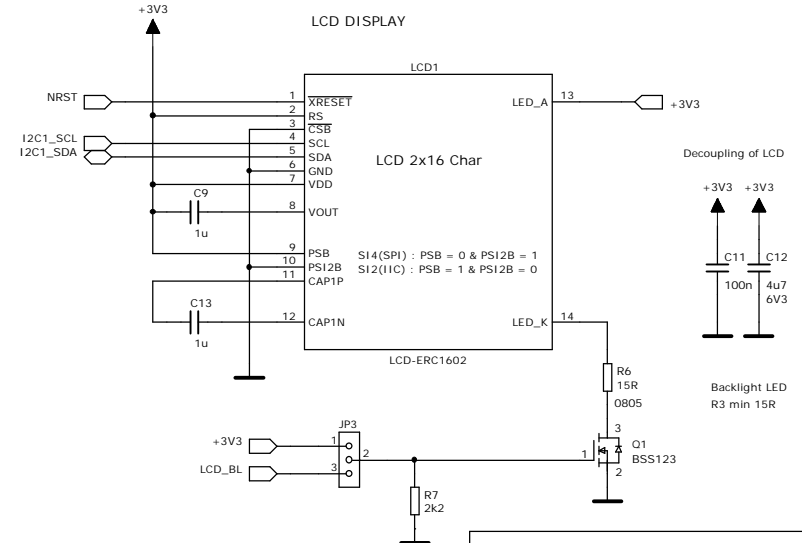 +3V3
LCD DISPLAY
LCD1
NRST
1
XRESET
2
RS
3
CSB
I2C1_SCL
4
SCL
I2C1_SDA
5
SDA
6
GND
7
VDD
C9
1u
8
VOUT
9
PSB
10
PSI2B
11
CAP1P
C13
1u
12
CAP1N
LCD 2x16 Char
SI4(SPI) : PSB = 0 & PSI2B = 1
SI2(IIC) : PSB = 1 & PSI2B = 0
LED_A
13
+3V3
LED_K
14
LCD-ERC1602
Decoupling of LCD
+3V3
+3V3
C11
100n
C12
4u7
6V3
R6
15R
0805
Backlight LED
R3 min 15R
JP3
+3V3
1
2
LCD_BL
3
R7
2k2
1
3
Q1
BSS123
2